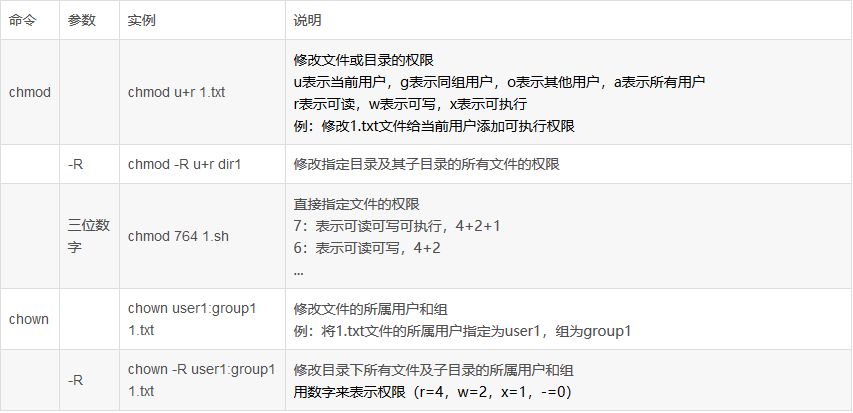 命令 参数 实例 说明
修改文件或目录的权限
u表示当前用户，g表示同组用户，o表示其他用户，a表示所有用户
chmod chmod u+r 1.txt
r表示可读，w表示可写，x表示可执行
例：修改1.txt文件给当前用户添加可执行权限
-R chmod -R u+r dir1 修改指定目录及其子目录的所有文件的权限
直接指定文件的权限
三位数字 chmod 764 1.sh
7：表示可读可写可执行，4+2+1
6：表示可读可写，4+2
...
chown chown user1:group1 1.txt
修改文件的所属用户和组
例：将1.txt文件的所属用户指定为user1，组为group1
-R chown -R user1:group1 1.txt
修改目录下所有文件及子目录的所属用户和组
用数字来表示权限（r=4，w=2，x=1，-=0）